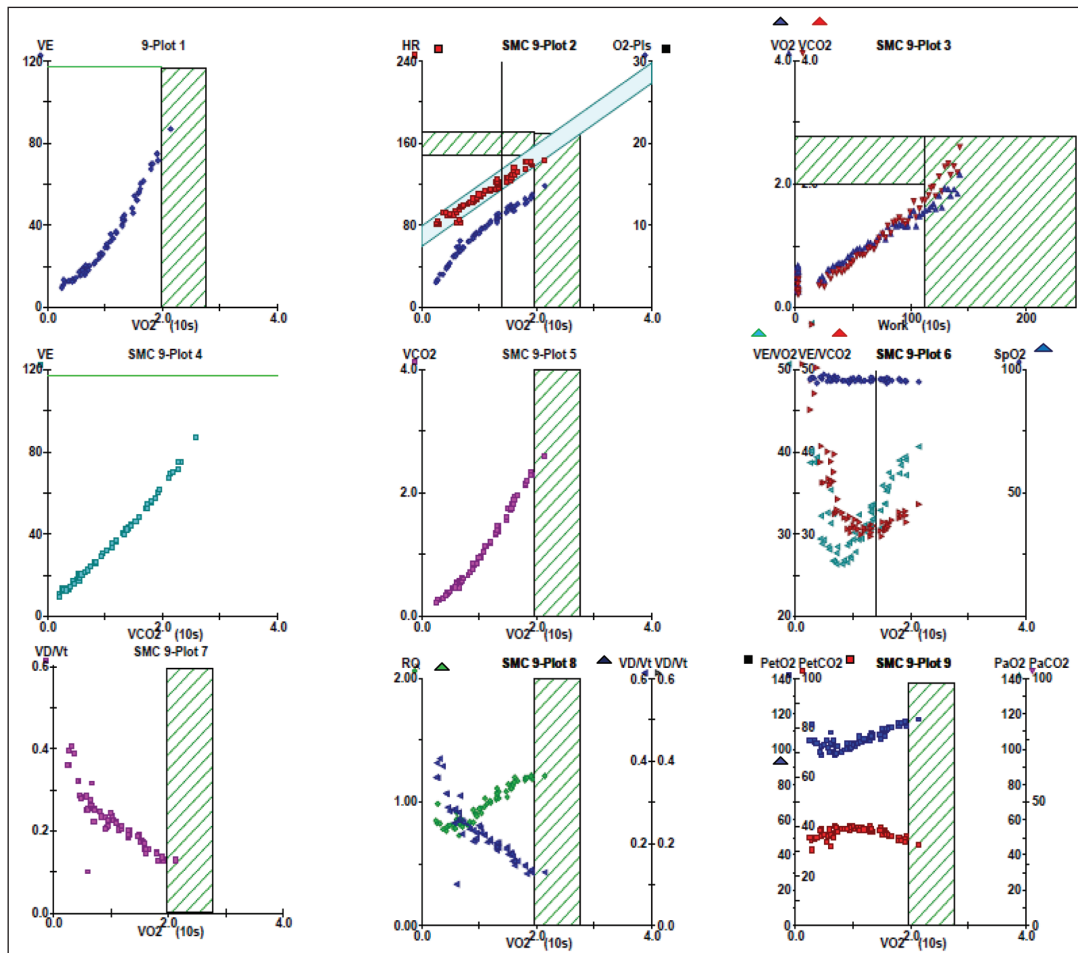 VE 9-Plot 1
120
80
40
0
0.0 2.0 4.0
VO2 (10s)
HR SMC 9-Plot 2 O2-Pls
240 30
160 20
80 10
0
0.0 2.0 4.0
VO2 (10s)
VO2 VCO2 SMC 9-Plot 3
4.0 4.0
2.0 2.0
0.0
0 100 200
Work (10s)
VE SMC 9-Plot 4
120
80
40
0
0.0 2.0 4.0
VCO2 (10s)
VCO2 SMC 9-Plot 5
4.0
2.0
0.0
0.0 2.0 4.0
VO2 (10s)
VE/VO2 VE/VCO2 SMC 9-Plot 6 SpO2
50 50 100
40 40
30 30 50
20
0.0 2.0 4.0
VO2 (10s)
VD/Vt SMC 9-Plot 7
0.6
0.4
0.2
0.0
0.0 2.0 4.0
VO2 (10s)
RQ SMC 9-Plot 8 VD/Vt VD/Vt
2.00 0.6 0.6
0.4 0.4
1.00
0.2 0.2
0.00 0.0 0.0
0.0 2.0 4.0
VO2 (10s)
PetO2 PetCO2 SMC 9-Plot 9 PaO2 PaCO2
140 100 140 100
120 120
100 80 100
80 60 80
60 60 50
40 40 40
20 20 20
0 0 0
0.0 2.0 4.0
VO2 (10s)